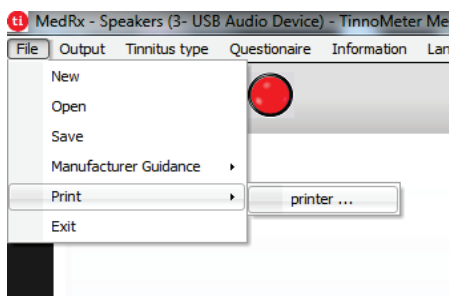 ti MedRx - Speakers (3- USB Audio Device) - TinnoMeter Me
File Output Tinnitus type Questionaire Information Lan
New
Open
Save
Manufacturer Guidance
Print
printer ...
Exit